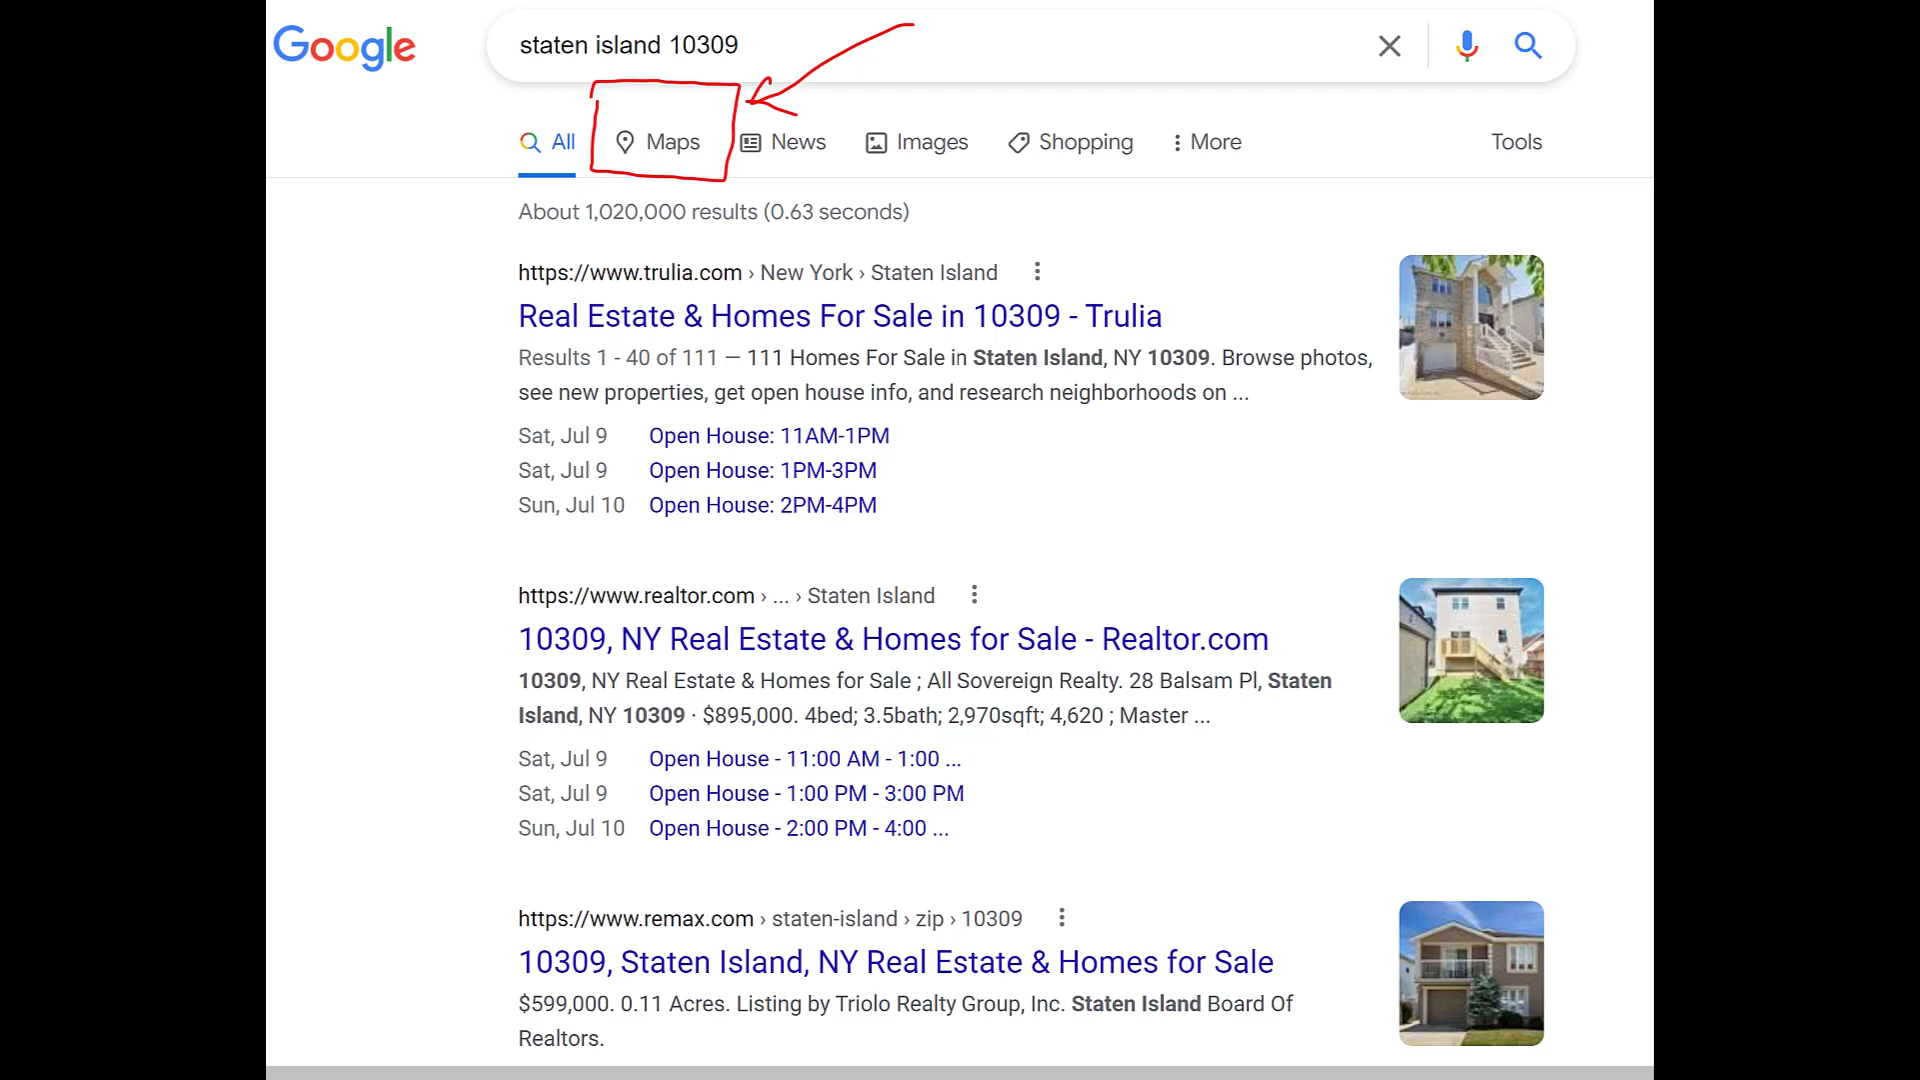 Google
staten island 10309
All Maps News Images Shopping More Tools
About 1,020,000 results (0.63 seconds)
https://www.trulia.com › New York › Staten Island
Real Estate & Homes For Sale in 10309 - Trulia
Results 1 - 40 of 111 — 111 Homes For Sale in Staten Island, NY 10309. Browse photos,
see new properties, get open house info, and research neighborhoods on ...
Sat, Jul 9 Open House: 11AM-1PM
Sat, Jul 9 Open House: 1PM-3PM
Sun, Jul 10 Open House: 2PM-4PM
https://www.realtor.com › ... › Staten Island
10309, NY Real Estate & Homes for Sale - Realtor.com
10309, NY Real Estate & Homes for Sale ; All Sovereign Realty. 28 Balsam Pl, Staten
Island, NY 10309 · $895,000. 4bed; 3.5bath; 2,970sqft; 4,620 ; Master ...
Sat, Jul 9 Open House - 11:00 AM - 1:00 ...
Sat, Jul 9 Open House - 1:00 PM - 3:00 PM
Sun, Jul 10 Open House - 2:00 PM - 4:00 ...
https://www.remax.com › staten-island › zip › 10309
10309, Staten Island, NY Real Estate & Homes for Sale
$599,000. 0.11 Acres. Listing by Triolo Realty Group, Inc. Staten Island Board Of
Realtors.